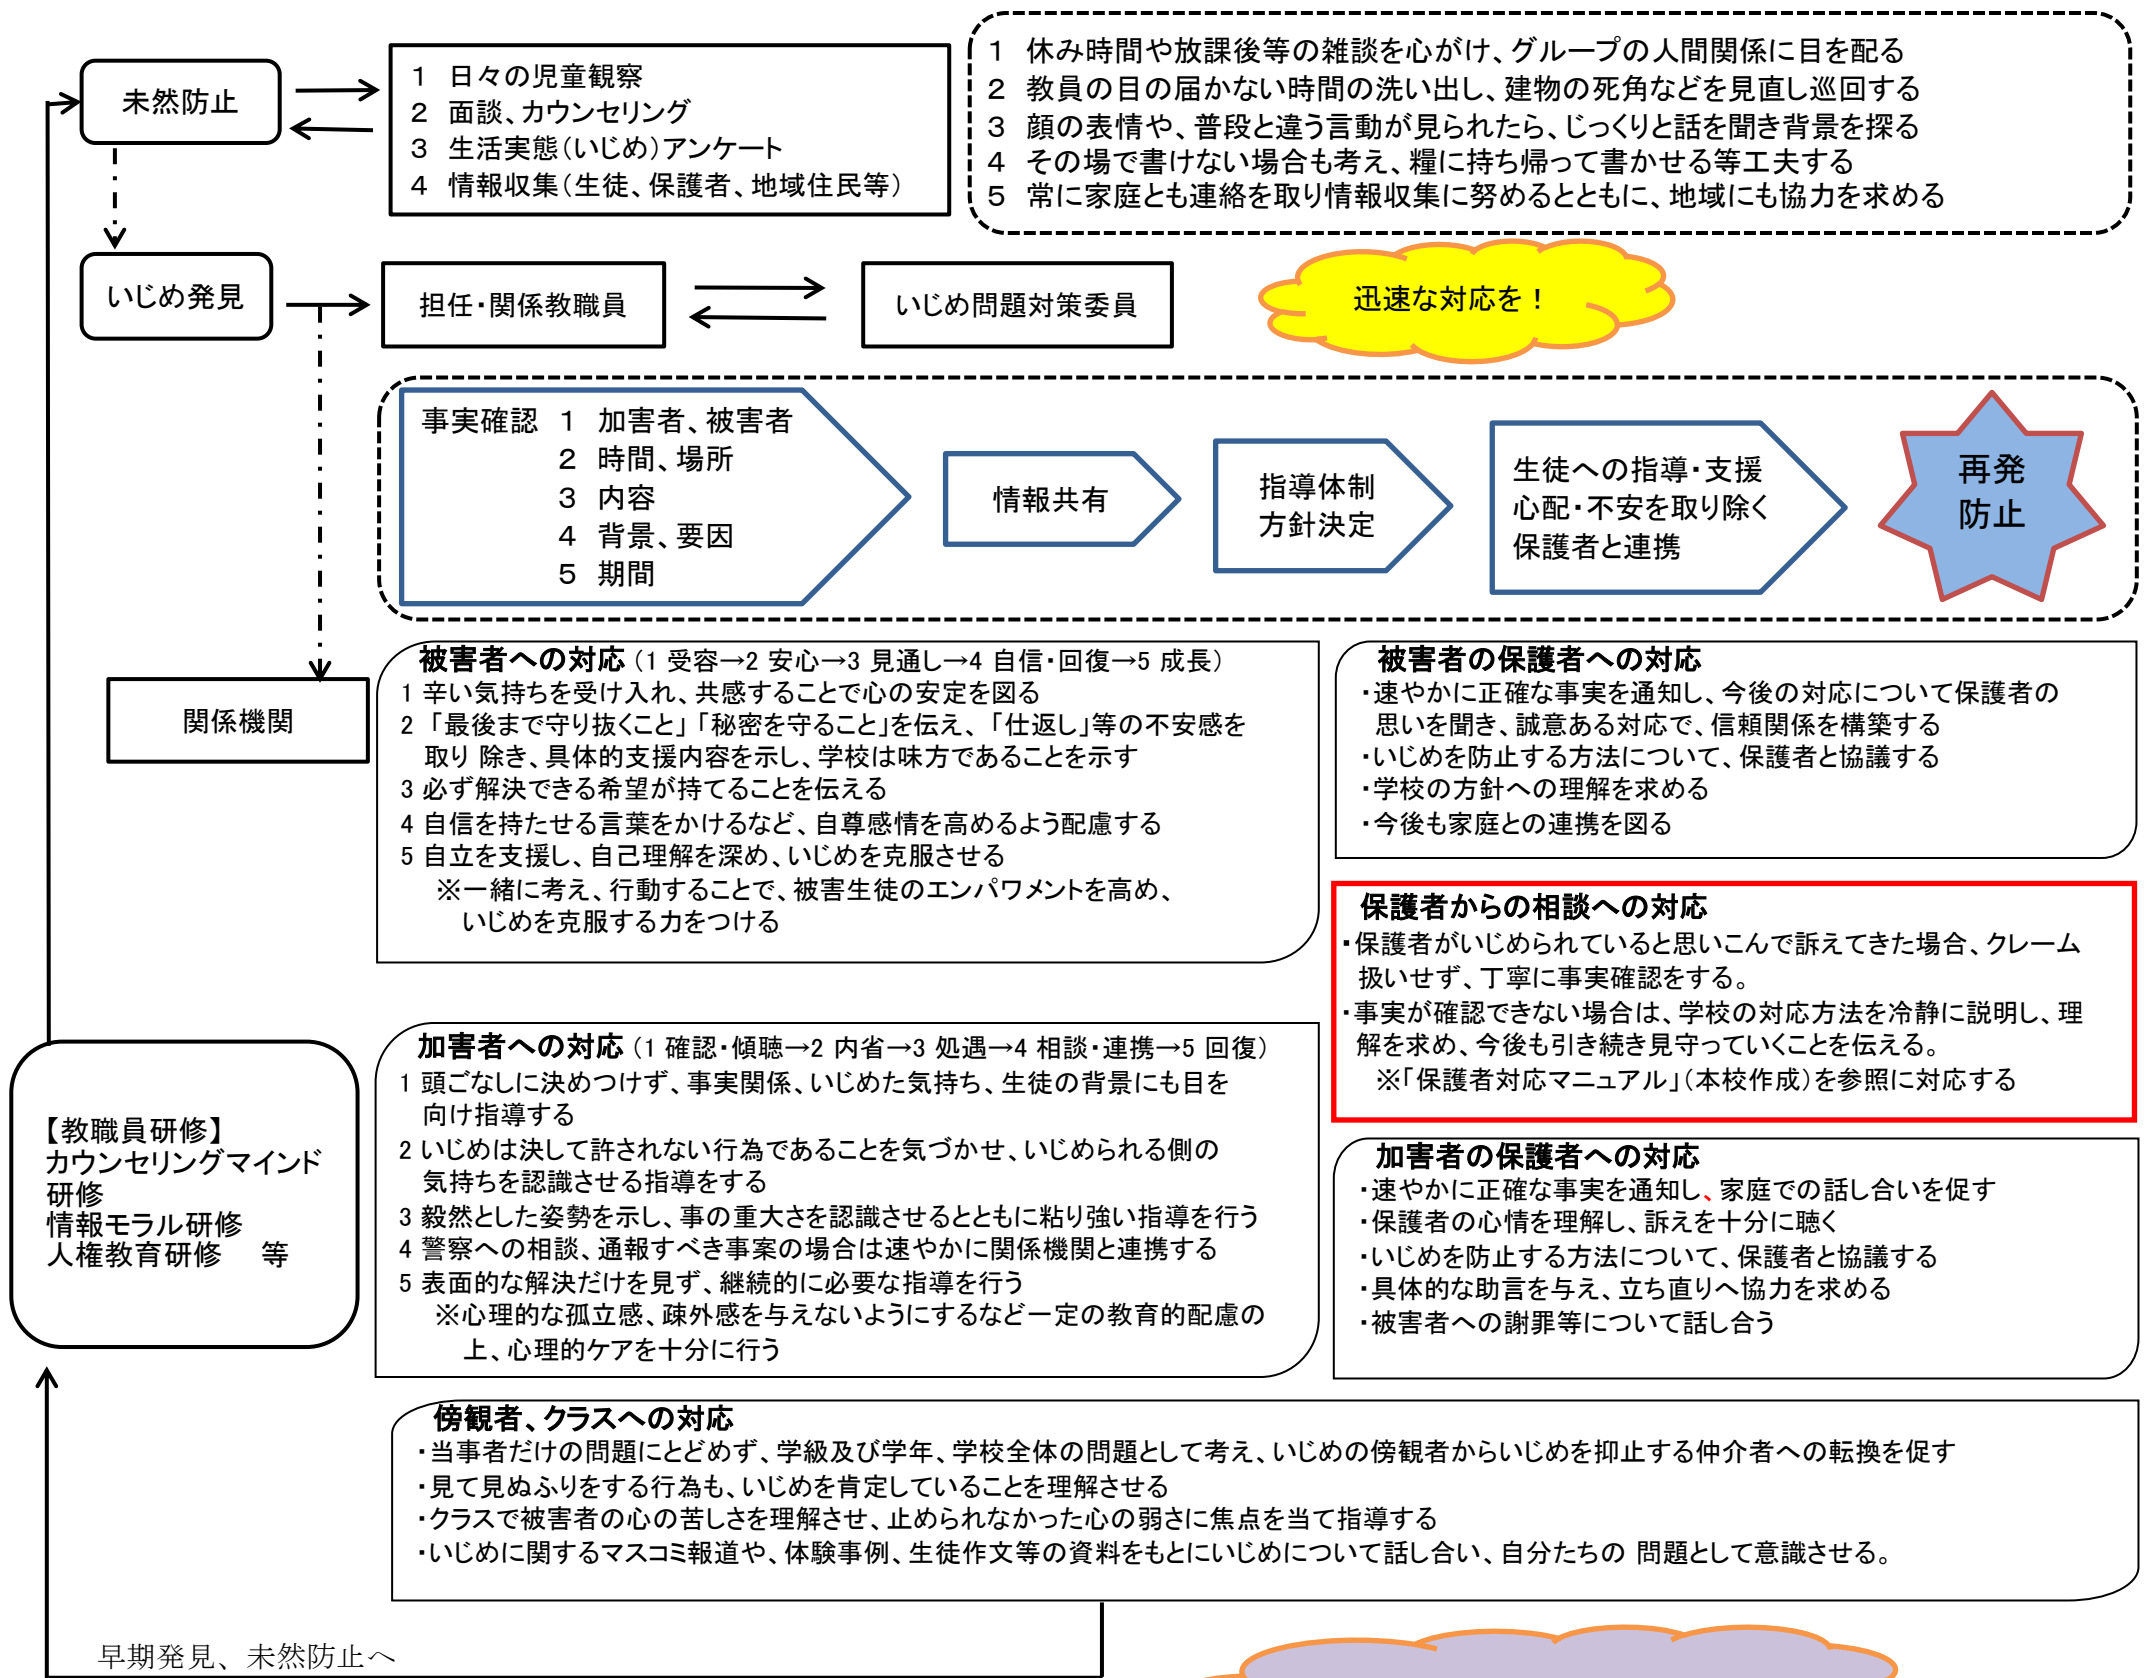 未然防止
1 日々の児童観察
2 面談、カウンセリング
3 生活実態（いじめ）アンケート
4 情報収集（生徒、保護者、地域住民等）
1 休み時間や放課後等の雑談を心がけ、グループの人間関係に目を配る
2 教員の目の届かない時間の洗い出し、建物の死角などを見直し巡回する
3 顔の表情や、普段と違う言動が見られたら、じっくりと話を聞き背景を探る
4 その場で書けない場合も考え、糧に持ち帰って書かせる等工夫する
5 常に家庭とも連絡を取り情報収集に努めるとともに、地域にも協力を求める
いじめ発見
担任・関係教職員
いじめ問題対策委員
迅速な対応を！
事実確認 1 加害者、被害者
2 時間、場所
3 内容
4 背景、要因
5 期間
情報共有
指導体制
方針決定
生徒への指導・支援
心配・不安を取り除く
保護者と連携
再発
防止
関係機関
被害者への対応（1 受容→2 安心→3 見通し→4 自信・回復→5 成長）
1 辛い気持ちを受け入れ、共感することで心の安定を図る
2 「最後まで守り抜くこと」「秘密を守ること」を伝え、「仕返し」等の不安感を
取り 除き、具体的支援内容を示し、学校は味方であることを示す
3 必ず解決できる希望が持てることを伝える
4 自信を持たせる言葉をかけるなど、自尊感情を高めるよう配慮する
5 自立を支援し、自己理解を深め、いじめを克服させる
※一緒に考え、行動することで、被害生徒のエンパワメントを高め、
いじめを克服する力をつける
被害者の保護者への対応
・速やかに正確な事実を通知し、今後の対応について保護者の
思いを聞き、誠意ある対応で、信頼関係を構築する
・いじめを防止する方法について、保護者と協議する
・学校の方針への理解を求める
・今後も家庭との連携を図る
保護者からの相談への対応
・保護者がいじめられていると思いこんで訴えてきた場合、クレーム
扱いせず、丁寧に事実確認をする。
・事実が確認できない場合は、学校の対応方法を冷静に説明し、理
解を求め、今後も引き続き見守っていくことを伝える。
※「保護者対応マニュアル」（本校作成）を参照に対応する
加害者への対応（1 確認・傾聴→2 内省→3 処遇→4 相談・連携→5 回復）
1 頭ごなしに決めつけず、事実関係、いじめた気持ち、生徒の背景にも目を
向け指導する
2 いじめは決して許されない行為であることを気づかせ、いじめられる側の
気持ちを認識させる指導をする
3 毅然とした姿勢を示し、事の重大さを認識させるとともに粘り強い指導を行う
4 警察への相談、通報すべき事案の場合は速やかに関係機関と連携する
5 表面的な解決だけを見ず、継続的に必要な指導を行う
※心理的な孤立感、疎外感を与えないようにするなど一定の教育的配慮の
上、心理的ケアを十分に行う
加害者の保護者への対応
・速やかに正確な事実を通知し、家庭での話し合いを促す
・保護者の心情を理解し、訴えを十分に聴く
・いじめを防止する方法について、保護者と協議する
・具体的な助言を与え、立ち直りへ協力を求める
・被害者への謝罪等について話し合う
【教職員研修】
カウンセリングマインド
研修
情報モラル研修
人権教育研修 等
傍観者、クラスへの対応
・当事者だけの問題にとどめず、学級及び学年、学校全体の問題として考え、いじめの傍観者からいじめを抑止する仲介者への転換を促す
・見て見ぬふりをする行為も、いじめを肯定していることを理解させる
・クラスで被害者の心の苦しさを理解させ、止められなかった心の弱さに焦点を当て指導する
・いじめに関するマスコミ報道や、体験事例、生徒作文等の資料をもとにいじめについて話し合い、自分たちの 問題として意識させる。
早期発見、未然防止へ